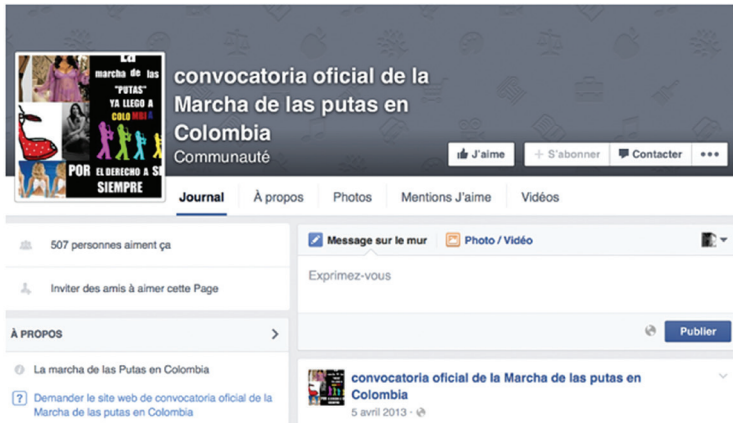 La
marcha de las
"PUTAS"
YA LLEGO A
COLOMBIA
POR EL DERECHO A SI
SIEMPRE
convocatoria oficial de la
Marcha de las putas en
Colombia
Communauté
J'aime
+ S'abonner
Contacter
Journal
À propos
Photos
Mentions J'aime
Vidéos
507 personnes aiment ça
Inviter des amis à aimer cette Page
À PROPOS
La marcha de las Putas en Colombia
Demander le site web de convocatoria oficial de la
Marcha de las putas en Colombia
Message sur le mur
Photo / Vidéo
Exprimez-vous
Publier
convocatoria oficial de la Marcha de las putas en
Colombia
5 avril 2013 ·